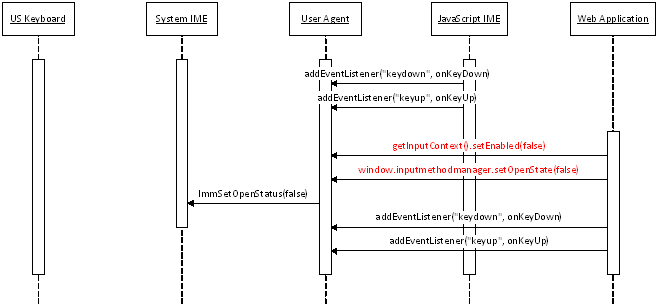 US Keyboard
System IME
User Agent
JavaScript IME
Web Application
addEventListener("keydown", onKeyDown)
addEventListener("keyup", onKeyUp)
getInputContext().setEnabled(false)
window.inputmethodmanager.setOpenState(false)
ImmSetOpenStatus(false)
addEventListener("keydown", onKeyDown)
addEventListener("keyup", onKeyUp)